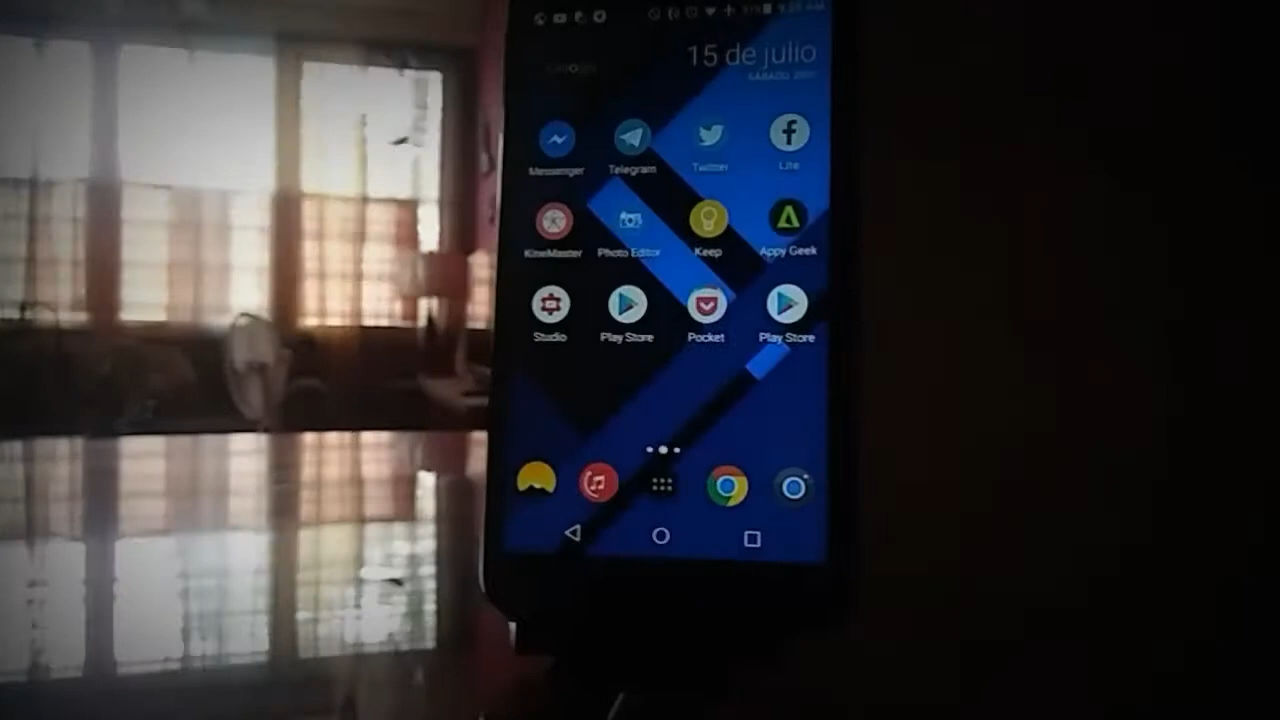 15 de julio
Messenger Telegram Twitter Lite
KineMaster Photo Editor Keep Appy Geek
Studio Play Store Pocket Play Store